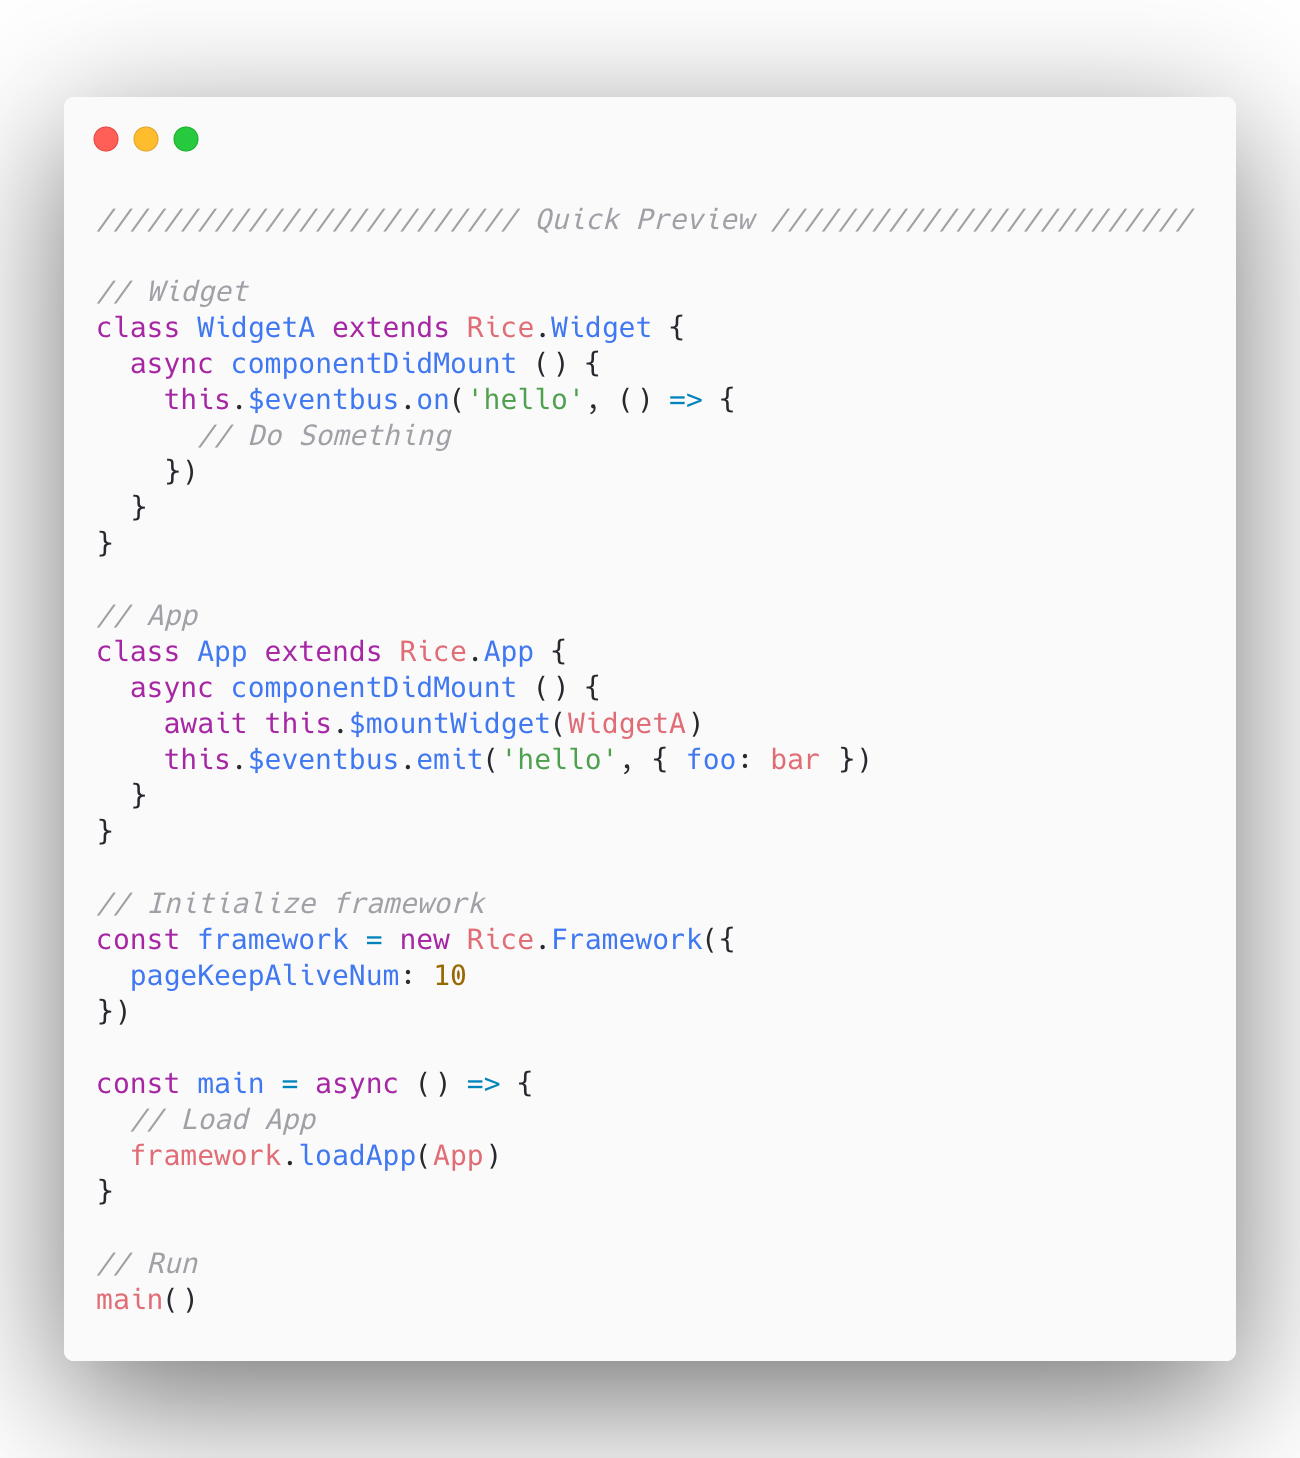 ///////////////////////// Quick Preview /////////////////////////
// Widget
class WidgetA extends Rice.Widget {
  async componentDidMount () {
    this.$eventbus.on('hello', () => {
      // Do Something
    })
  }
}
// App
class App extends Rice.App {
  async componentDidMount () {
    await this.$mountWidget(WidgetA)
    this.$eventbus.emit('hello', { foo: bar })
  }
}
// Initialize framework
const framework = new Rice.Framework({
  pageKeepAliveNum: 10
})
const main = async () => {
  // Load App
  framework.loadApp(App)
}
// Run
main()